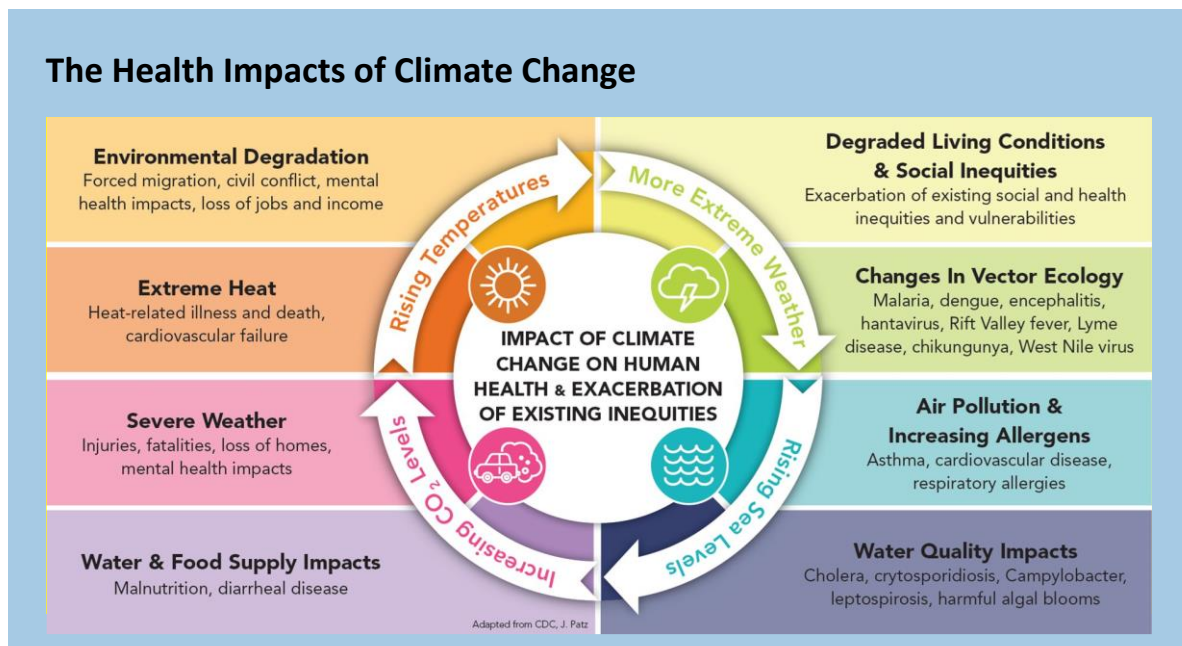 The Health Impacts of Climate Change
Environmental Degradation
Forced migration, civil conflict, mental
health impacts, loss of jobs and income
Extreme Heat
Heat-related illness and death,
cardiovascular failure
Severe Weather
Injuries, fatalities, loss of homes,
mental health impacts
Water & Food Supply Impacts
Malnutrition, diarrheal disease
Adapted from CDC, J. Patz
Rising Temperatures
More Extreme Weather
Rising Sea Levels
Increasing CO₂ Levels
IMPACT OF CLIMATE
CHANGE ON HUMAN
HEALTH & EXACERBATION
OF EXISTING INEQUITIES
Degraded Living Conditions
& Social Inequities
Exacerbation of existing social and health
inequities and vulnerabilities
Changes In Vector Ecology
Malaria, dengue, encephalitis,
hantavirus, Rift Valley fever, Lyme
disease, chikungunya, West Nile virus
Air Pollution &
Increasing Allergens
Asthma, cardiovascular disease,
respiratory allergies
Water Quality Impacts
Cholera, crytosporidiosis, Campylobacter,
leptospirosis, harmful algal blooms